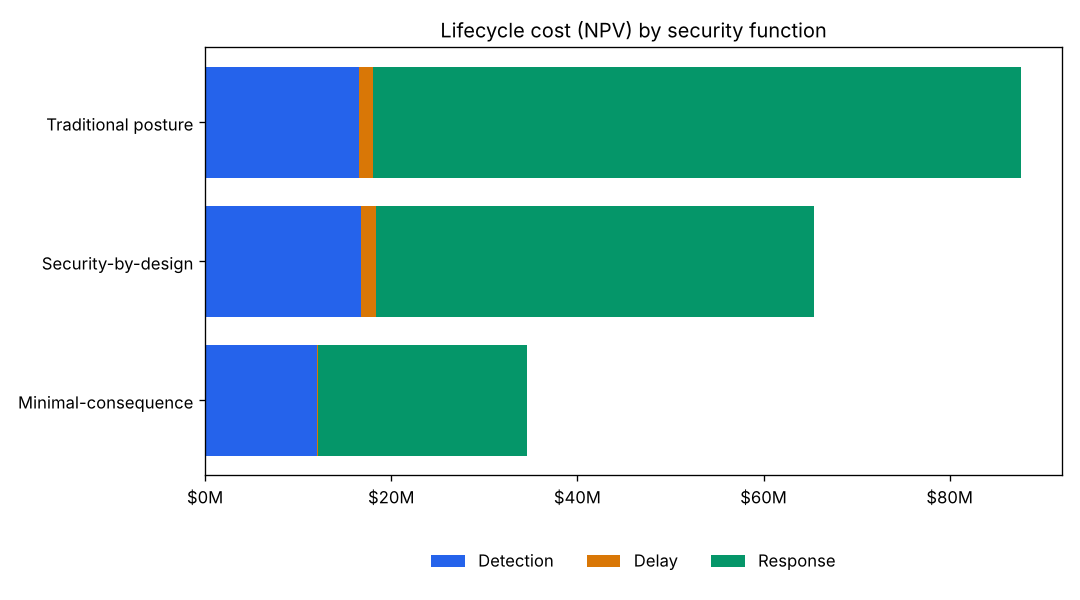 Lifecycle cost (NPV) by security function
Traditional posture
Security-by-design
Minimal-consequence
$0M $20M $40M $60M $80M
Detection Delay Response